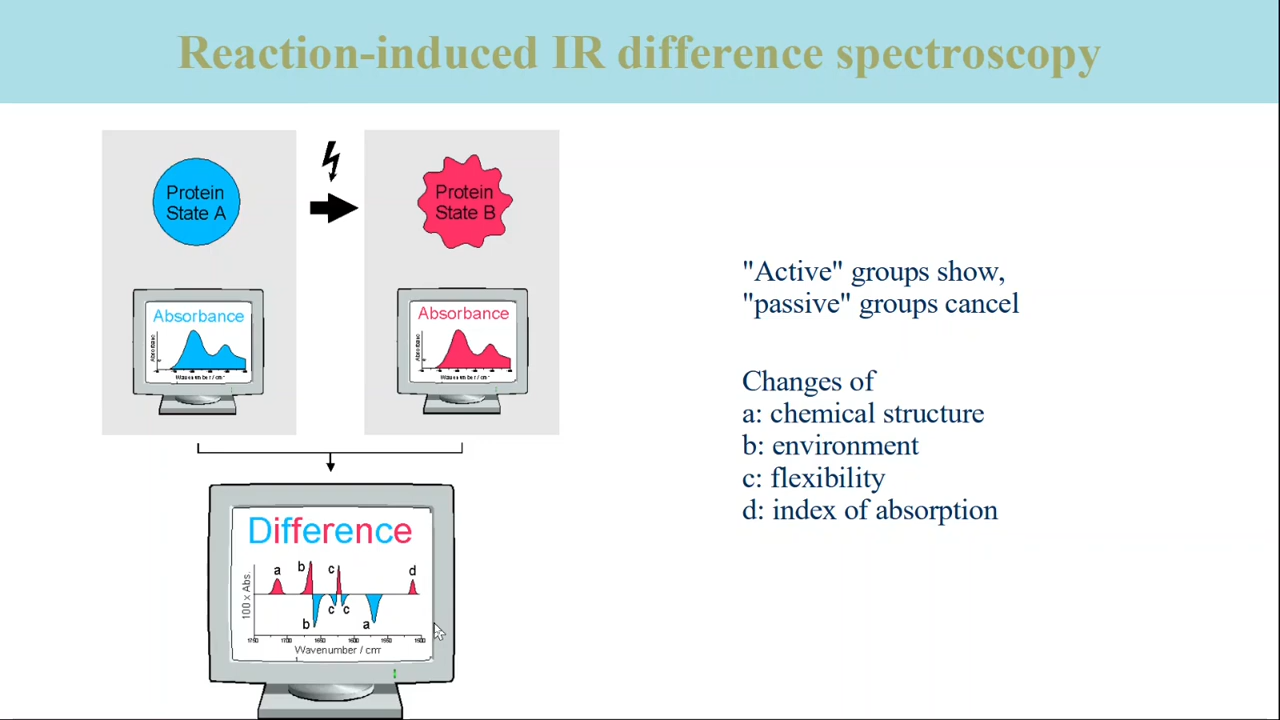 Reaction-induced IR difference spectroscopy
Protein
State A
Protein
State B
Absorbance
Absorbance
"Active" groups show,
"passive" groups cancel
Changes of
a: chemical structure
b: environment
c: flexibility
d: index of absorption
Difference
100 x Abs.
a
b
c
d
c
c
b
a
Wavenumber / cm